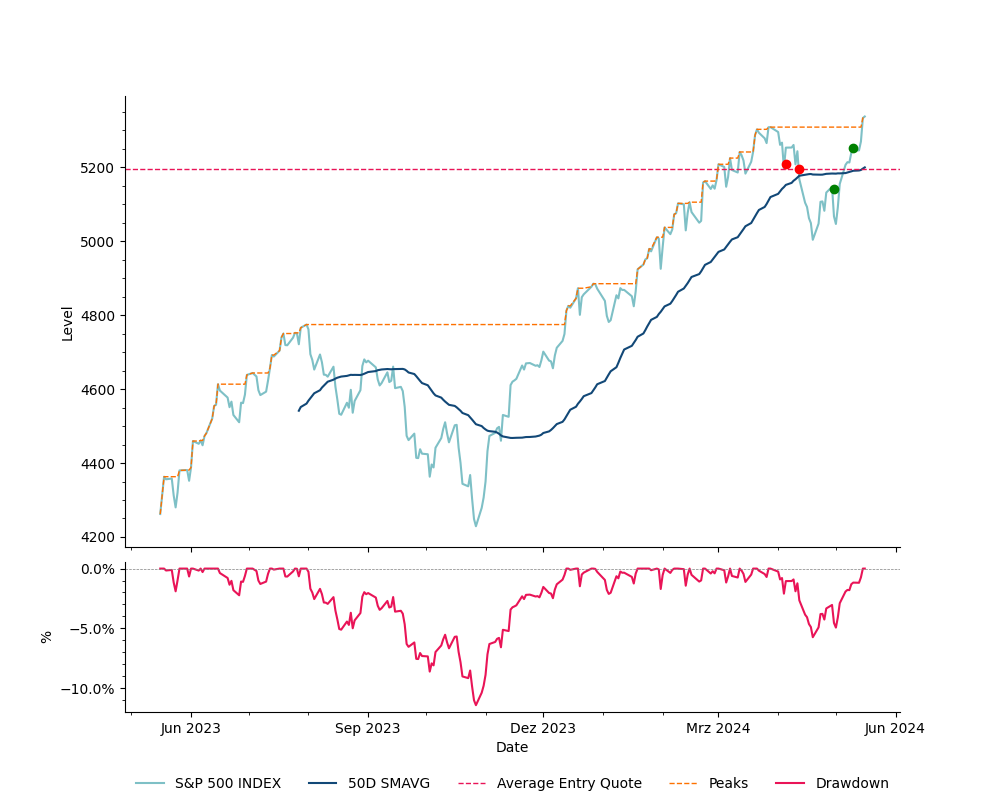 5200
5000
4800
4600
4400
4200
Level
0.0%
−5.0%
−10.0%
%
Jun 2023 Sep 2023 Dez 2023 Mrz 2024 Jun 2024
Date
S&P 500 INDEX 50D SMAVG Average Entry Quote Peaks Drawdown